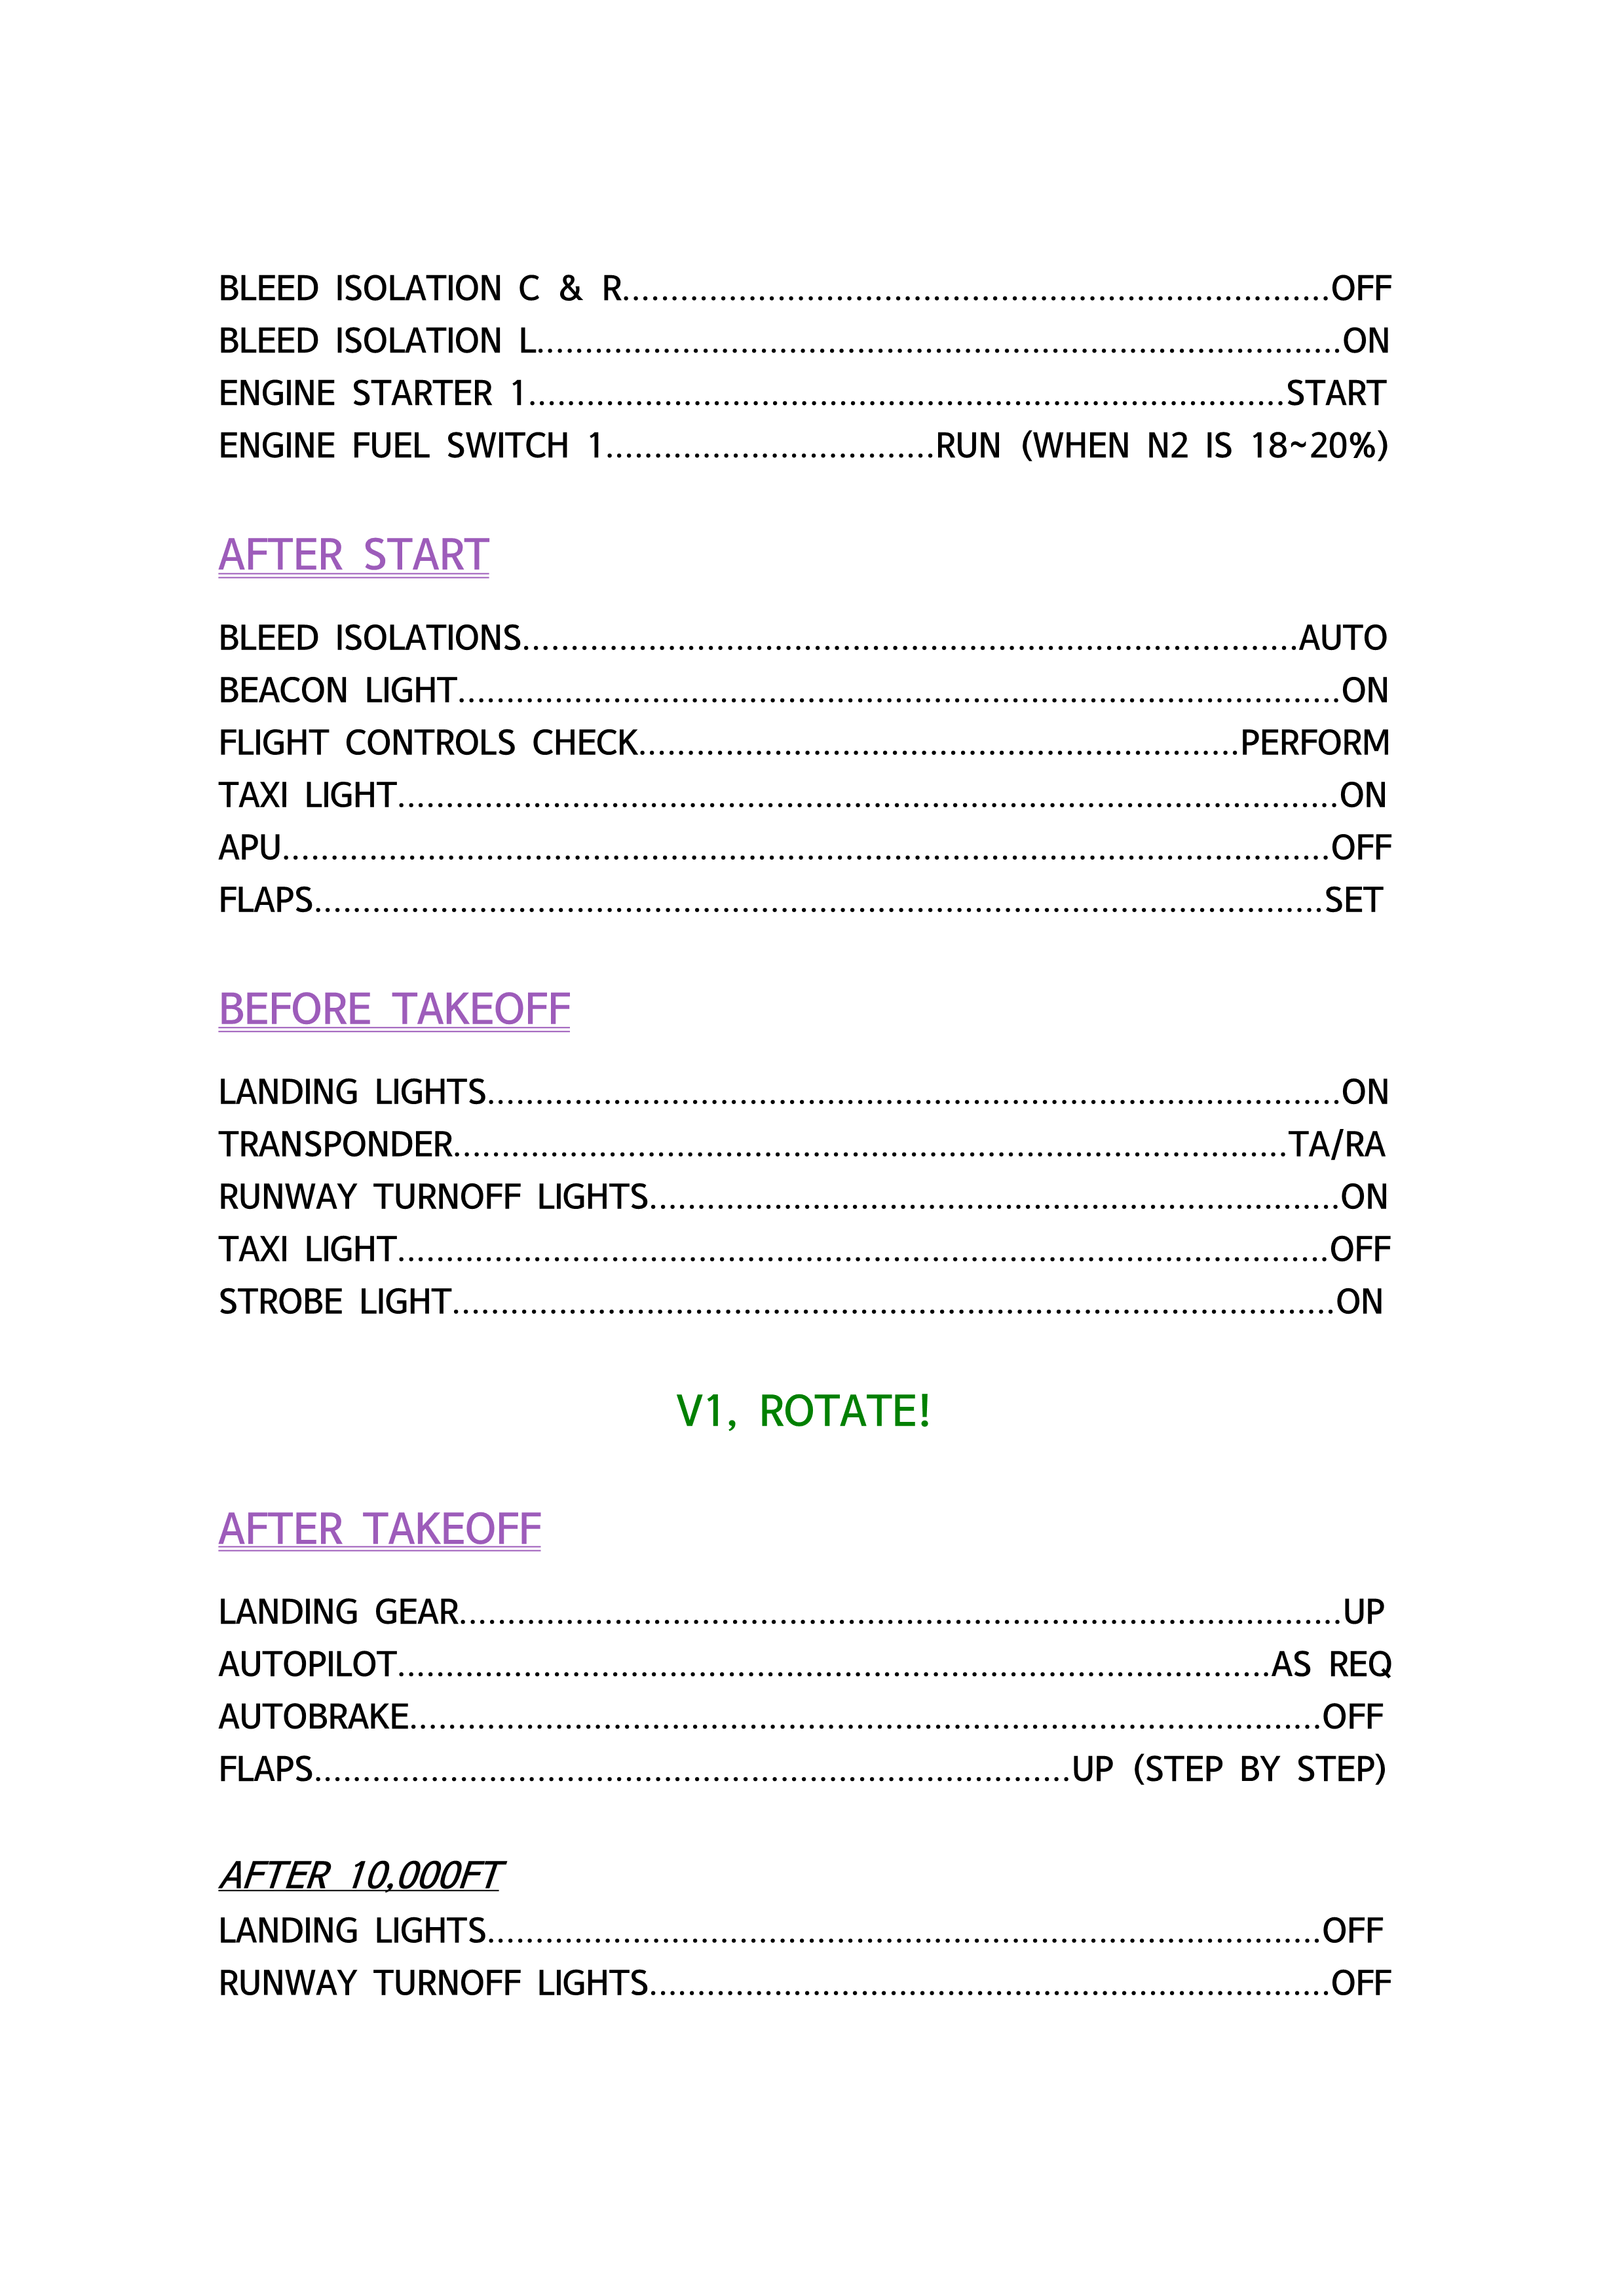 BLEED ISOLATION C & R........................................................................OFF
BLEED ISOLATION L..................................................................................ON
ENGINE STARTER 1.............................................................................START
ENGINE FUEL SWITCH 1.................................RUN (WHEN N2 IS 18~20%)
AFTER START
BLEED ISOLATIONS...............................................................................AUTO
BEACON LIGHT..........................................................................................ON
FLIGHT CONTROLS CHECK.............................................................PERFORM
TAXI LIGHT................................................................................................ON
APU...........................................................................................................OFF
FLAPS.......................................................................................................SET
BEFORE TAKEOFF
LANDING LIGHTS.......................................................................................ON
TRANSPONDER.....................................................................................TA/RA
RUNWAY TURNOFF LIGHTS......................................................................ON
TAXI LIGHT...............................................................................................OFF
STROBE LIGHT..........................................................................................ON
V1, ROTATE!
AFTER TAKEOFF
LANDING GEAR..........................................................................................UP
AUTOPILOT.........................................................................................AS REQ
AUTOBRAKE.............................................................................................OFF
FLAPS.............................................................................UP (STEP BY STEP)
AFTER 10,000FT
LANDING LIGHTS.....................................................................................OFF
RUNWAY TURNOFF LIGHTS.....................................................................OFF